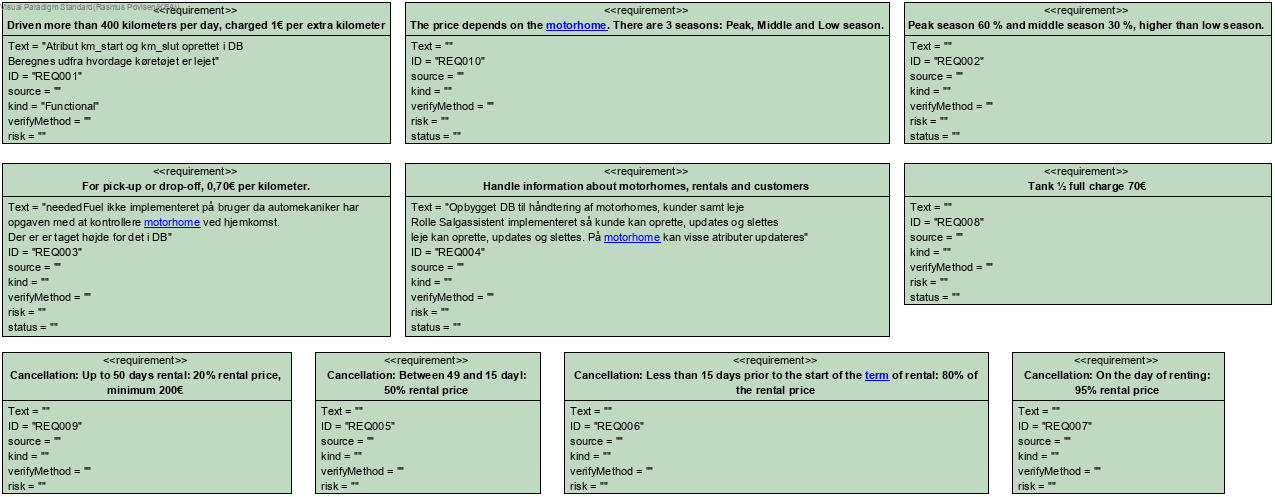 Visual Paradigm Standard(Rasmus Povlsen(KEA))
<<requirement>>
Driven more than 400 kilometers per day, charged 1€ per extra kilometer
Text = "Atribut km_start og km_slut oprettet i DB
Beregnes udfra hvordage køretøjet er lejet"
ID = "REQ001"
source = ""
kind = "Functional"
verifyMethod = ""
risk = ""
<<requirement>>
The price depends on the motorhome. There are 3 seasons: Peak, Middle and Low season.
Text = ""
ID = "REQ010"
source = ""
kind = ""
verifyMethod = ""
risk = ""
status = ""
<<requirement>>
Peak season 60 % and middle season 30 %, higher than low season.
Text = ""
ID = "REQ002"
source = ""
kind = ""
verifyMethod = ""
risk = ""
status = ""
<<requirement>>
For pick-up or drop-off, 0,70€ per kilometer.
Text = "neededFuel ikke implementeret på bruger da automekaniker har
opgaven med at kontrollere motorhome ved hjemkomst.
Der er er taget højde for det i DB"
ID = "REQ003"
source = ""
kind = ""
verifyMethod = ""
risk = ""
status = ""
<<requirement>>
Handle information about motorhomes, rentals and customers
Text = "Opbygget DB til håndtering af motorhomes, kunder samt leje
Rolle Salgassistent implementeret så kunde kan oprette, updates og slettes
leje kan oprette, updates og slettes. På motorhome kan visse atributer updateres"
ID = "REQ004"
source = ""
kind = ""
verifyMethod = ""
risk = ""
status = ""
<<requirement>>
Tank ½ full charge 70€
Text = ""
ID = "REQ008"
source = ""
kind = ""
verifyMethod = ""
risk = ""
status = ""
<<requirement>>
Cancellation: Up to 50 days rental: 20% rental price,
minimum 200€
Text = ""
ID = "REQ009"
source = ""
kind = ""
verifyMethod = ""
risk = ""
<<requirement>>
Cancellation: Between 49 and 15 dayl:
50% rental price
Text = ""
ID = "REQ005"
source = ""
kind = ""
verifyMethod = ""
risk = ""
<<requirement>>
Cancellation: Less than 15 days prior to the start of the term of rental: 80% of
the rental price
Text = ""
ID = "REQ006"
source = ""
kind = ""
verifyMethod = ""
risk = ""
<<requirement>>
Cancellation: On the day of renting:
95% rental price
Text = ""
ID = "REQ007"
source = ""
kind = ""
verifyMethod = ""
risk = ""